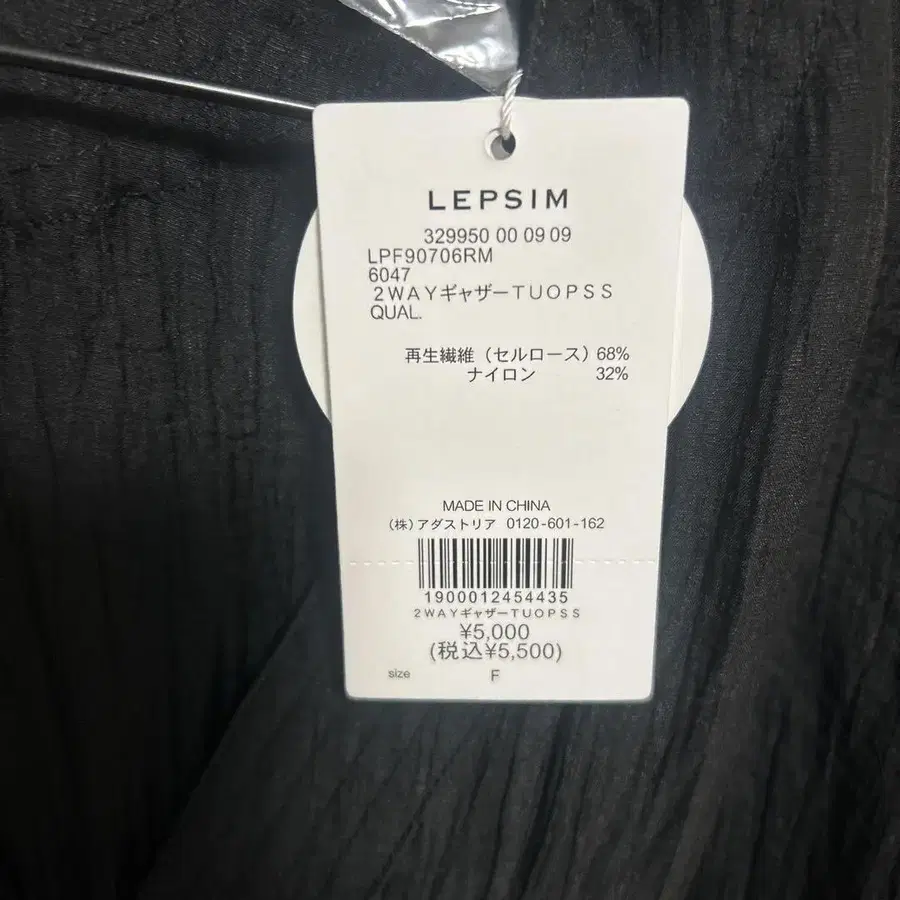 LEPSIM
329950 00 09 09
LPF90706RM
6047
2WAYギャザーTUOPSS
QUAL.
再生繊維（セルロース）68%
ナイロン 32%
MADE IN CHINA
（株）アダストリア 0120-601-162
1900012454435
2WAYギャザーTUOPSS
¥5,000
(税込¥5,500)
size F